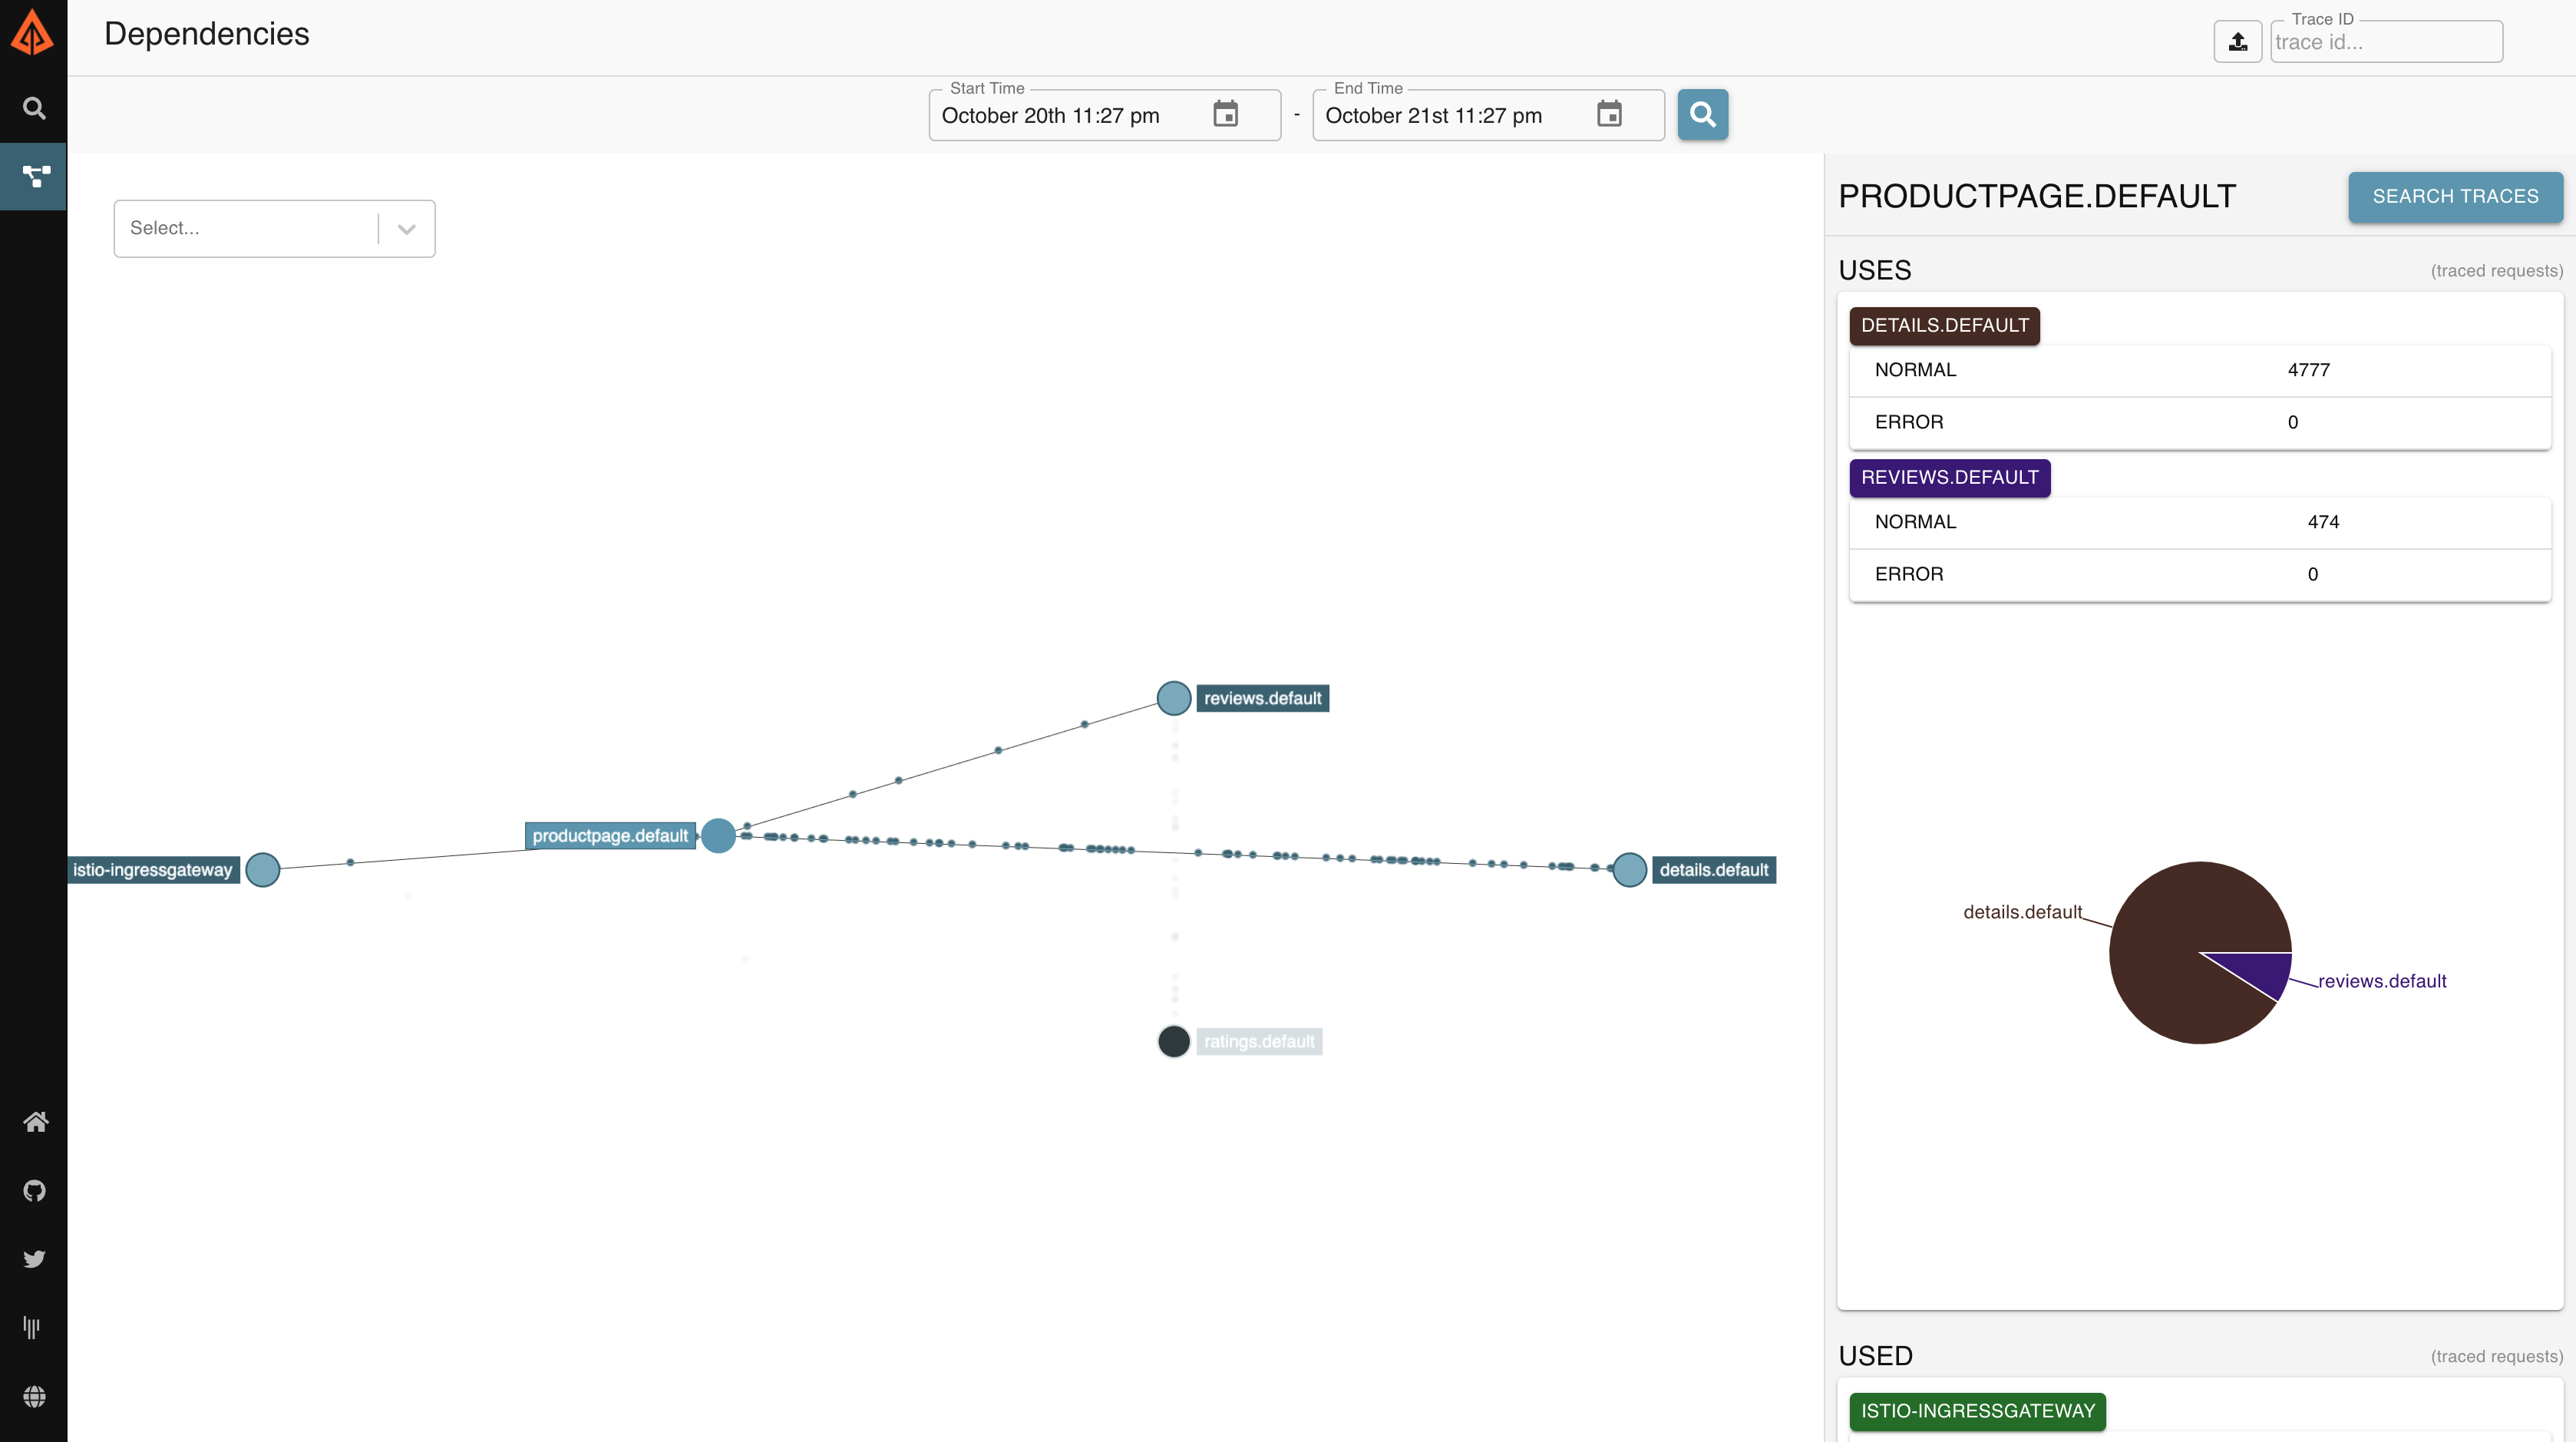 Dependencies
Trace ID
trace id...
Start Time
October 20th 11:27 pm
-
End Time
October 21st 11:27 pm
Select...
PRODUCTPAGE.DEFAULT
SEARCH TRACES
USES
(traced requests)
DETAILS.DEFAULT
NORMAL 4777
ERROR 0
REVIEWS.DEFAULT
NORMAL 474
ERROR 0
reviews.default
productpage.default
istio-ingressgateway
details.default
ratings.default
details.default
reviews.default
USED
(traced requests)
ISTIO-INGRESSGATEWAY